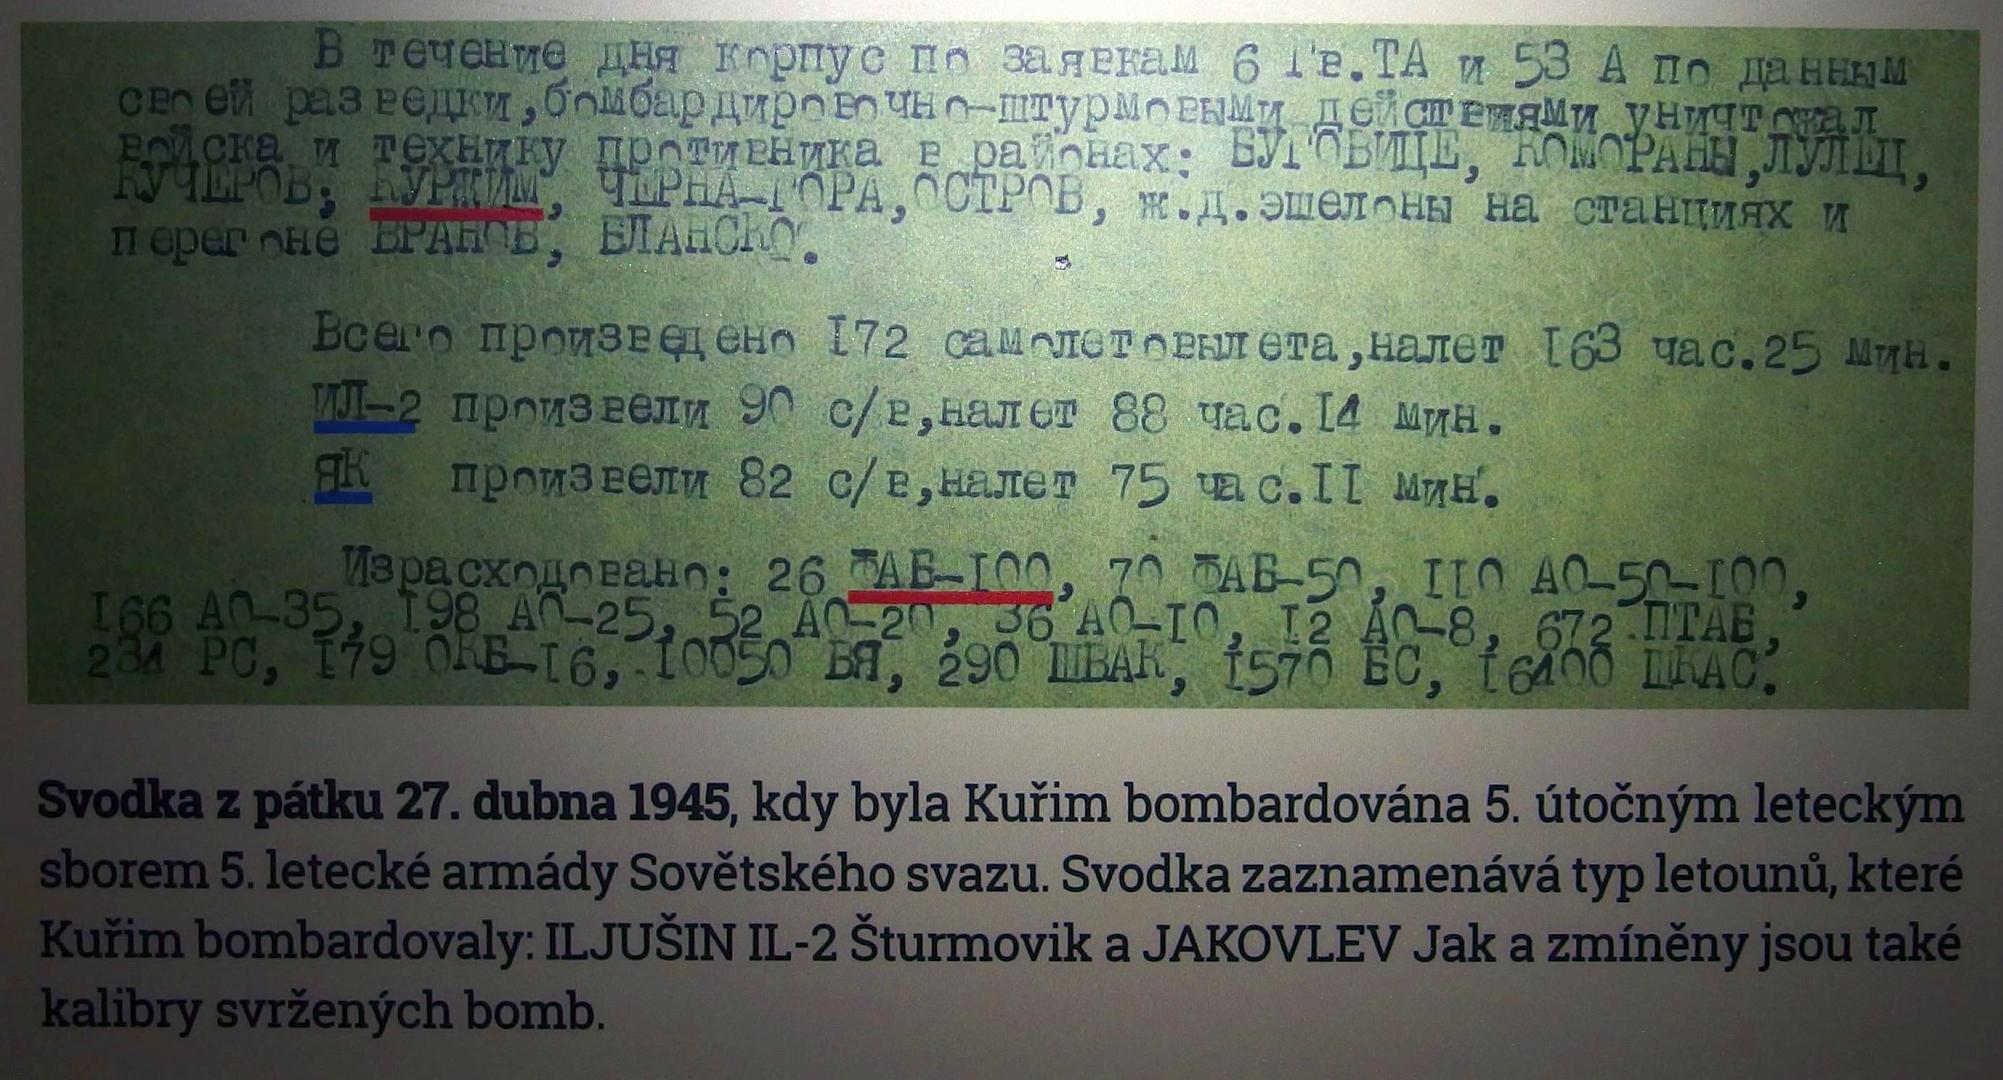 В течение дня корпус по заявкам 6 Гв.ТА и 53 А по данным
своей разведки,бомбардировочно-штурмовыми действиями уничтожал
войска и технику противника в районах: БУГОВИЦЕ, КОМОРАНЫ,ЛУЛЕЦ,
КУЧЕРОВ; КУРЖИМ, ЧЕРНА-ГОРА,ОСТРОВ, ж.д.эшелоны на станциях и
перегоне ВРАНОВ, БЛАНСКО.
Всего произведено I72 самолетовылета,налет I63 час.25 мин.
ИЛ-2 произвели 90 с/в,налет 88 час.I4 мин.
ЯК произвели 82 с/в,налет 75 час.II мин.
Израсходовано: 26 ФАБ-I00, 70 ФАБ-50, II0 АО-50-I00,
I66 АО-35, I98 АО-25, 52 АО-20, 36 АО-I0, I2 АО-8, 672 ПТАБ,
234 РС, I79 ОКБ-I6, I0050 ВЯ, 290 ШВАК, I570 БС, I6400 ШКАС.
Svodka z pátku 27. dubna 1945, kdy byla Kuřim bombardována 5. útočným leteckým
sborem 5. letecké armády Sovětského svazu. Svodka zaznamenává typ letounů, které
Kuřim bombardovaly: ILJUŠIN IL-2 Šturmovik a JAKOVLEV Jak a zmíněny jsou také
kalibry svržených bomb.